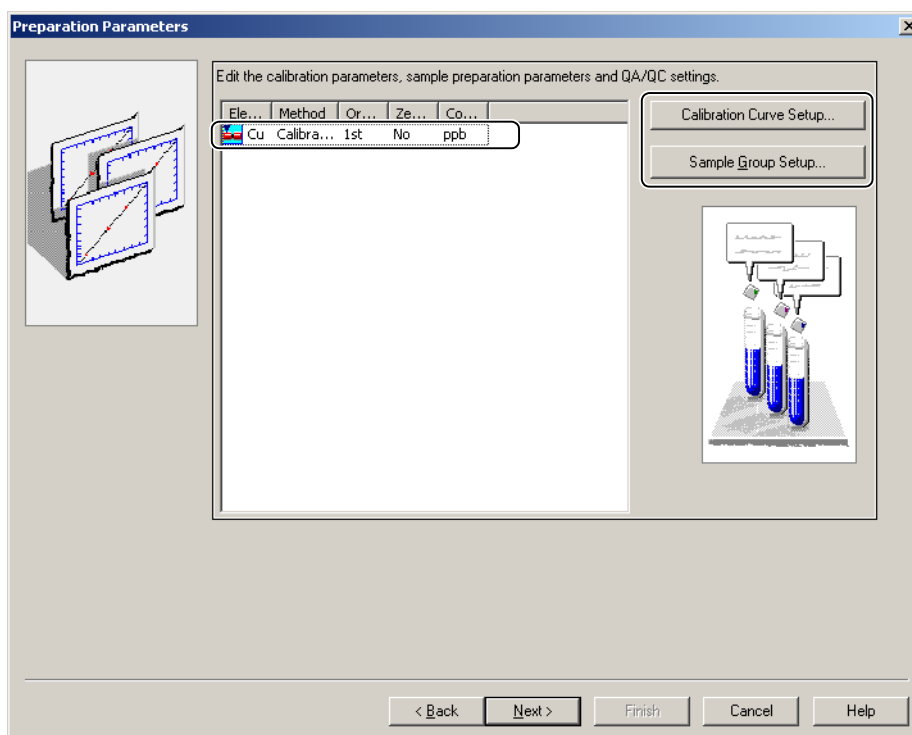 Preparation Parameters
Edit the calibration parameters, sample preparation parameters and QA/QC settings.
Ele... Method Or... Ze... Co...
Cu Calibra... 1st No ppb
Calibration Curve Setup...
Sample Group Setup...
< Back Next > Finish Cancel Help